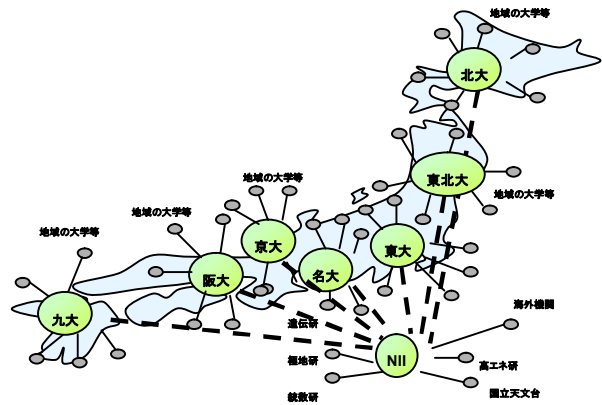 地域の大学等
北大
東北大
地域の大学等
地域の大学等
地域の大学等
地域の大学等
京大
東大
阪大
名大
九大
海外機関
遺伝研
NII
極地研
高エネ研
統数研
国立天文台